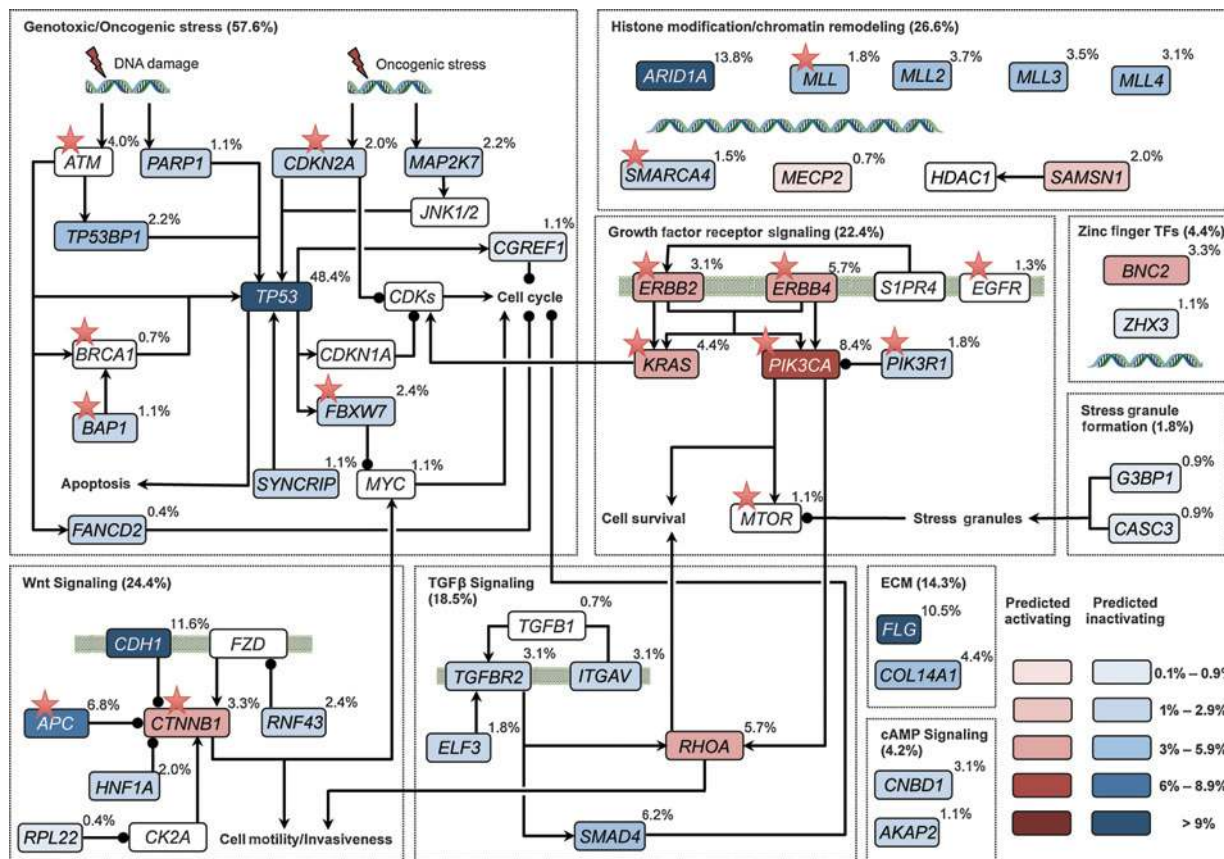 Genotoxic/Oncogenic stress (57.6%)
DNA damage
Oncogenic stress
ATM
4.0%
PARP1
1.1%
CDKN2A
2.0%
MAP2K7
2.2%
TP53BP1
2.2%
JNK1/2
CGREF1
1.1%
TP53
48.4%
CDKs
Cell cycle
BRCA1
0.7%
CDKN1A
BAP1
1.1%
FBXW7
2.4%
Apoptosis
SYNCRIP
1.1%
MYC
1.1%
FANCD2
0.4%
Histone modification/chromatin remodeling (26.6%)
ARID1A
13.8%
MLL
1.8%
MLL2
3.7%
MLL3
3.5%
MLL4
3.1%
SMARCA4
1.5%
MECP2
0.7%
HDAC1
SAMSN1
2.0%
Growth factor receptor signaling (22.4%)
ERBB2
3.1%
ERBB4
5.7%
S1PR4
EGFR
1.3%
KRAS
4.4%
PIK3CA
8.4%
PIK3R1
1.8%
Cell survival
MTOR
1.1%
Stress granules
Zinc finger TFs (4.4%)
BNC2
3.3%
ZHX3
1.1%
Stress granule
formation (1.8%)
G3BP1
0.9%
CASC3
0.9%
Wnt Signaling (24.4%)
CDH1
11.6%
FZD
APC
6.8%
CTNNB1
3.3%
RNF43
2.4%
HNF1A
2.0%
RPL22
0.4%
CK2A
Cell motility/Invasiveness
TGFβ Signaling
(18.5%)
TGFB1
0.7%
TGFBR2
3.1%
ITGAV
3.1%
ELF3
1.8%
RHOA
5.7%
SMAD4
6.2%
ECM (14.3%)
FLG
10.5%
COL14A1
4.4%
cAMP Signaling
(4.2%)
CNBD1
3.1%
AKAP2
1.1%
Predicted
activating
Predicted
inactivating
0.1% – 0.9%
1% – 2.9%
3% – 5.9%
6% – 8.9%
> 9%